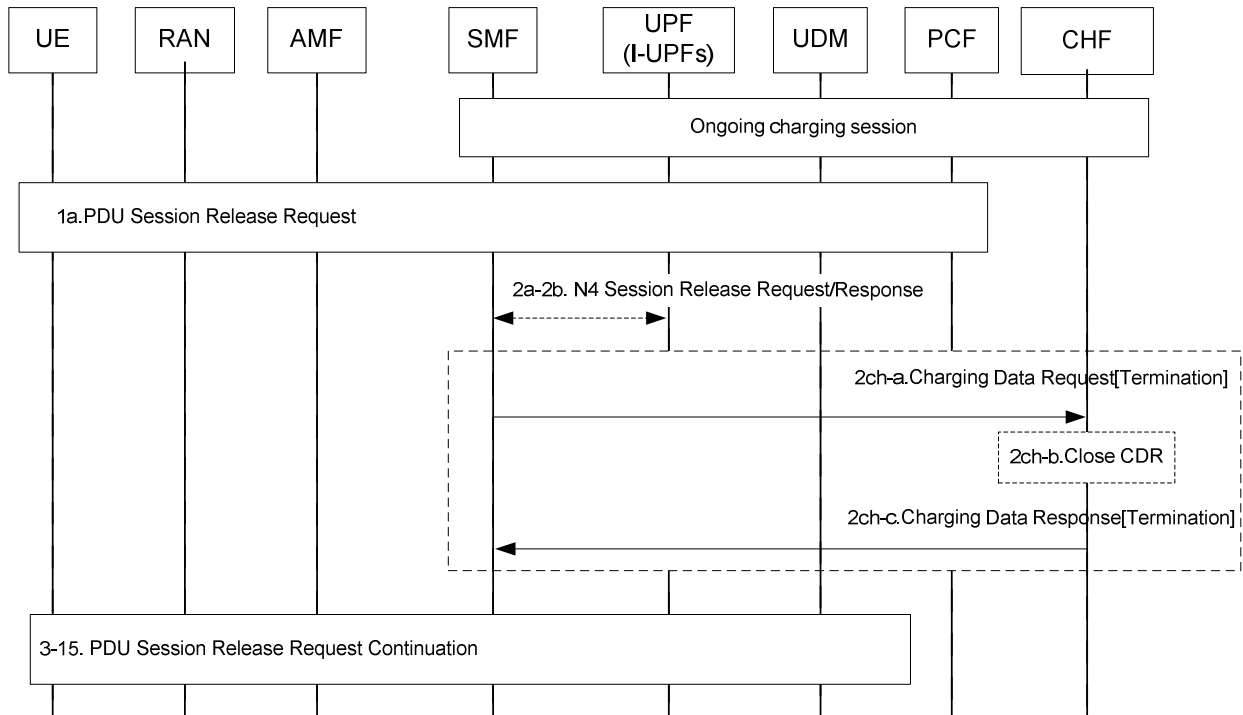 UE
RAN
AMF
SMF
UPF
(I-UPFs)
UDM
PCF
CHF
Ongoing charging session
1a.PDU Session Release Request
2a-2b. N4 Session Release Request/Response
2ch-a.Charging Data Request[Termination]
2ch-b.Close CDR
2ch-c.Charging Data Response[Termination]
3-15. PDU Session Release Request Continuation